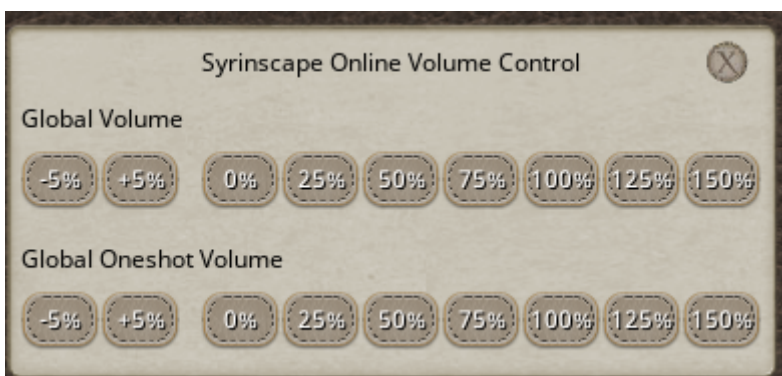 Syrinscape Online Volume Control X
Global Volume
-5% +5% 0% 25% 50% 75% 100% 125% 150%
Global Oneshot Volume
-5% +5% 0% 25% 50% 75% 100% 125% 150%